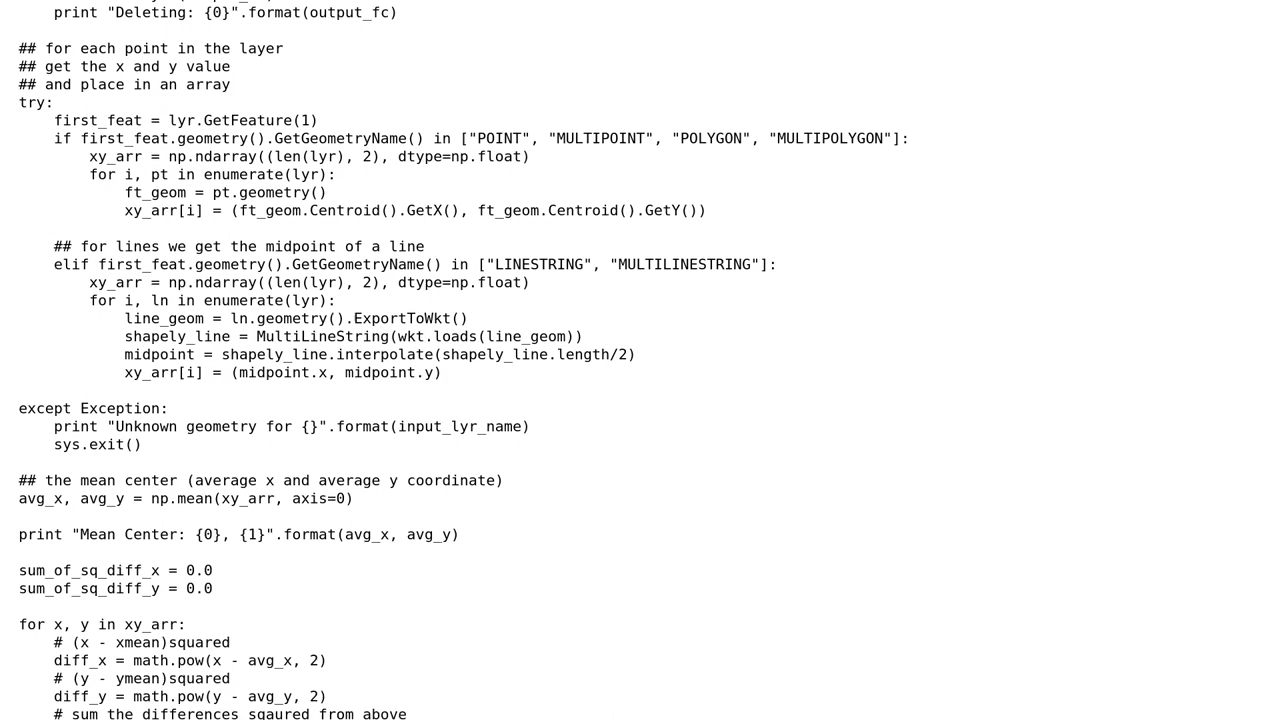 print "Deleting: {0}".format(output_fc)
## for each point in the layer
## get the x and y value
## and place in an array
try:
first_feat = lyr.GetFeature(1)
if first_feat.geometry().GetGeometryName() in ["POINT", "MULTIPOINT", "POLYGON", "MULTIPOLYGON"]:
xy_arr = np.ndarray((len(lyr), 2), dtype=np.float)
for i, pt in enumerate(lyr):
ft_geom = pt.geometry()
xy_arr[i] = (ft_geom.Centroid().GetX(), ft_geom.Centroid().GetY())
## for lines we get the midpoint of a line
elif first_feat.geometry().GetGeometryName() in ["LINESTRING", "MULTILINESTRING"]:
xy_arr = np.ndarray((len(lyr), 2), dtype=np.float)
for i, ln in enumerate(lyr):
line_geom = ln.geometry().ExportToWkt()
shapely_line = MultiLineString(wkt.loads(line_geom))
midpoint = shapely_line.interpolate(shapely_line.length/2)
xy_arr[i] = (midpoint.x, midpoint.y)
except Exception:
print "Unknown geometry for {}".format(input_lyr_name)
sys.exit()
## the mean center (average x and average y coordinate)
avg_x, avg_y = np.mean(xy_arr, axis=0)
print "Mean Center: {0}, {1}".format(avg_x, avg_y)
sum_of_sq_diff_x = 0.0
sum_of_sq_diff_y = 0.0
for x, y in xy_arr:
# (x - xmean)squared
diff_x = math.pow(x - avg_x, 2)
# (y - ymean)squared
diff_y = math.pow(y - avg_y, 2)
# sum the differences sqaured from above